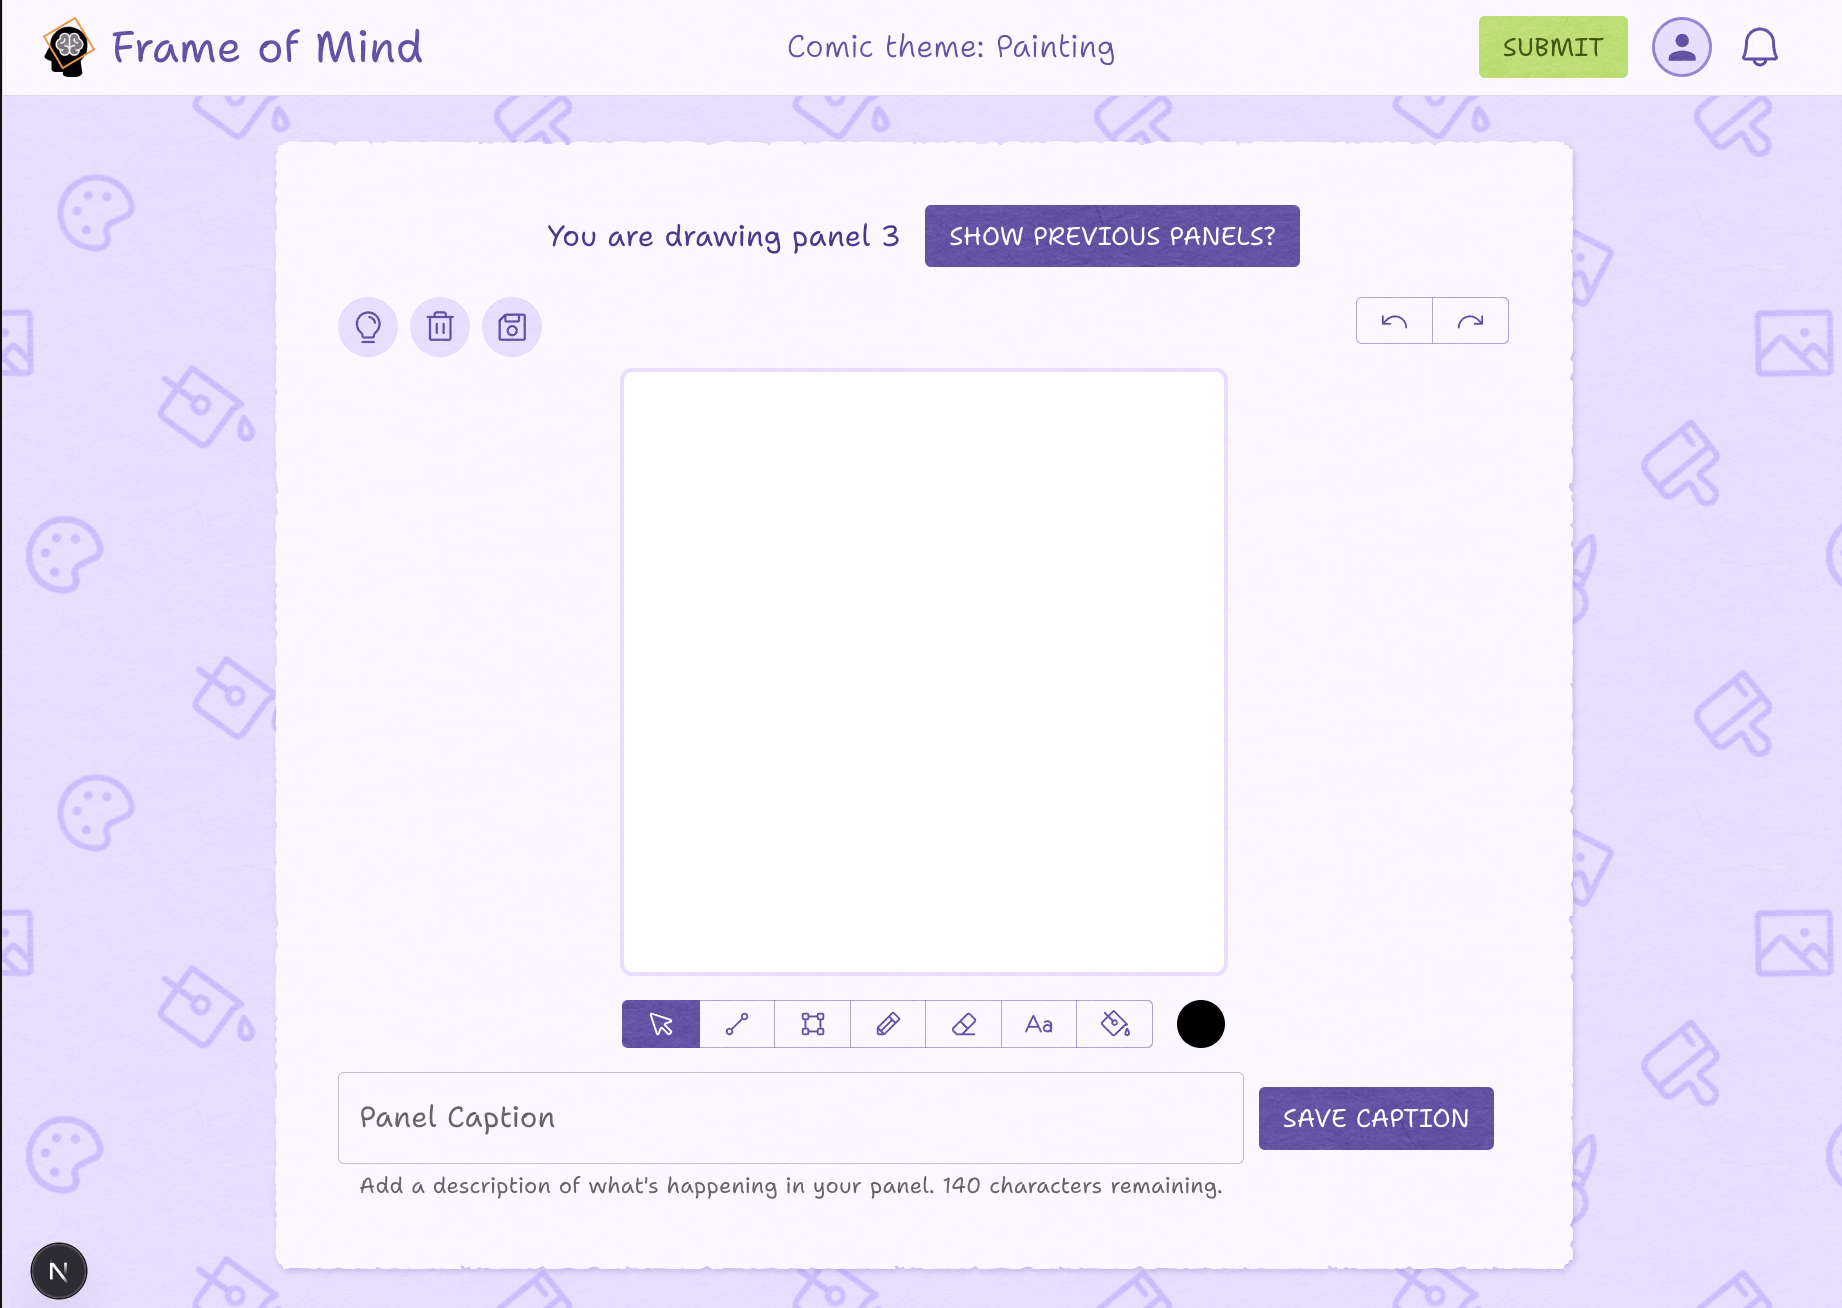 Frame of Mind
Comic theme: Painting
SUBMIT
You are drawing panel 3
SHOW PREVIOUS PANELS?
Aa
Panel Caption
SAVE CAPTION
Add a description of what's happening in your panel. 140 characters remaining.
N